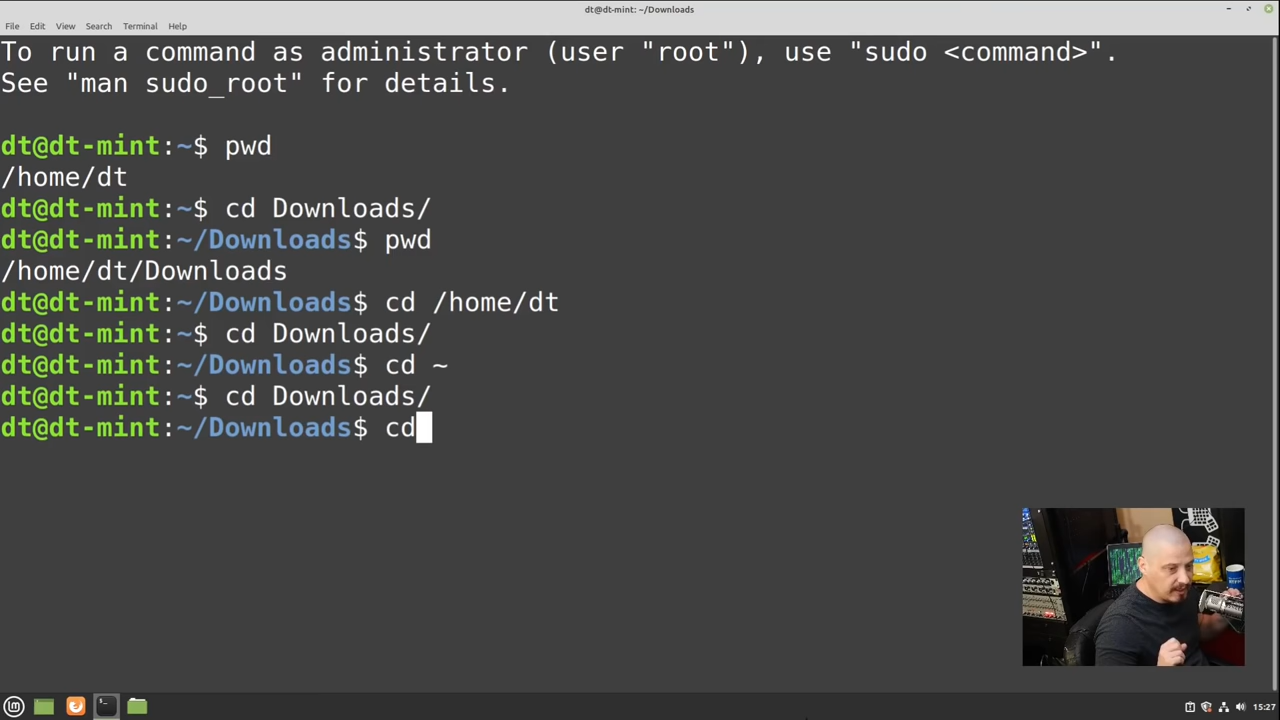 dt@dt-mint: ~/Downloads
File Edit View Search Terminal Help
To run a command as administrator (user "root"), use "sudo <command>".
See "man sudo_root" for details.
dt@dt-mint:~$ pwd
/home/dt
dt@dt-mint:~$ cd Downloads/
dt@dt-mint:~/Downloads$ pwd
/home/dt/Downloads
dt@dt-mint:~/Downloads$ cd /home/dt
dt@dt-mint:~$ cd Downloads/
dt@dt-mint:~/Downloads$ cd ~
dt@dt-mint:~$ cd Downloads/
dt@dt-mint:~/Downloads$ cd
15:27